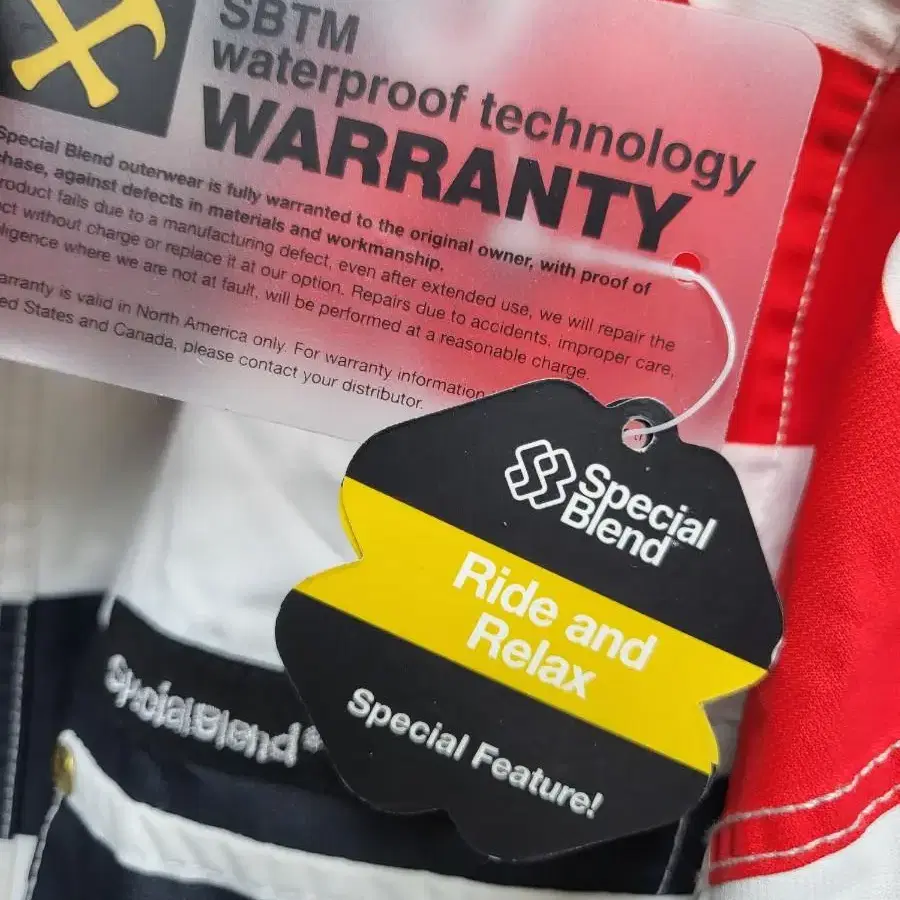 SBTM
waterproof technology
WARRANTY
Special Blend outerwear is fully warranted to the original owner, with proof of
chase, against defects in materials and workmanship.
roduct fails due to a manufacturing defect, even after extended use, we will repair the
ct without charge or replace it at our option. Repairs due to accidents, improper care,
ligence where we are not at fault, will be performed at a reasonable charge.
arranty is valid in North America only. For warranty information
ed States and Canada, please contact your distributor.
Special
Blend™
Ride and
Relax
Special Feature!
SpecialBlend®